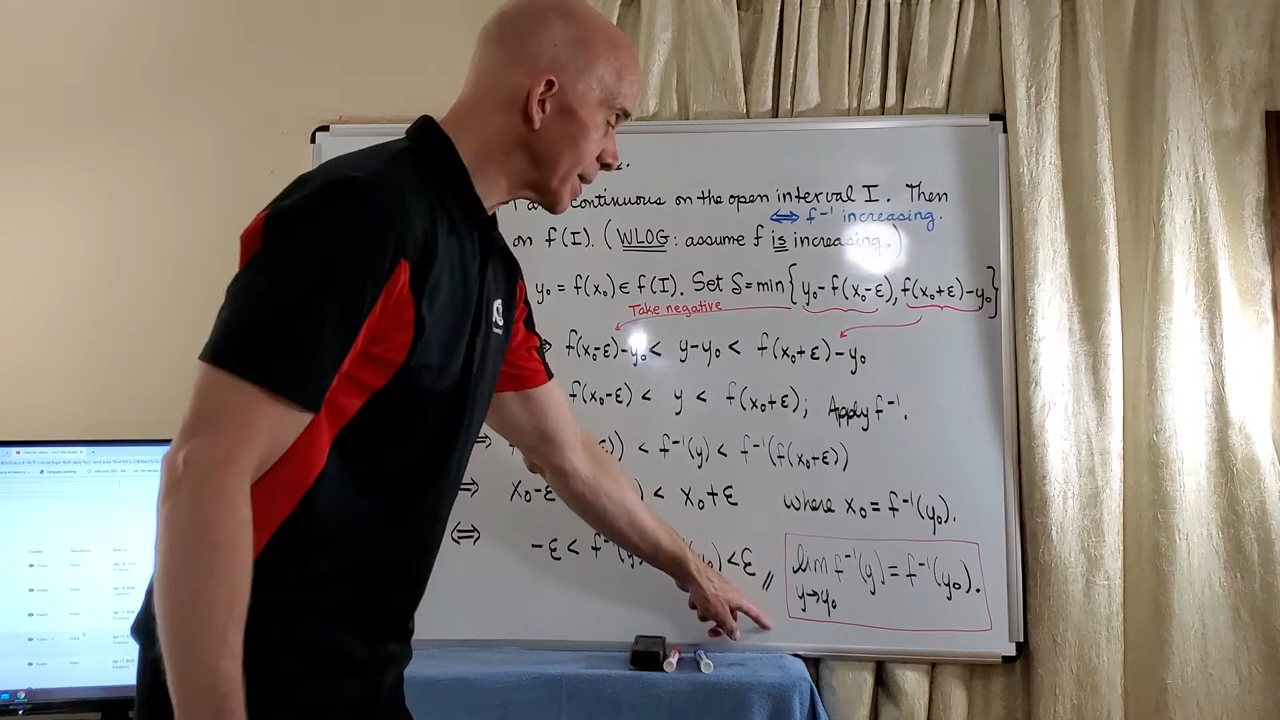 continuous on the open interval I. Then
⟺ f⁻¹ increasing.
on f(I). (WLOG: assume f is increasing.)
y₀ = f(x₀) ∈ f(I). Set δ = min{y₀-f(x₀-ε), f(x₀+ε)-y₀}
Take negative
f(x₀-ε)-y₀ < y-y₀ < f(x₀+ε)-y₀
f(x₀-ε) < y < f(x₀+ε); Apply f⁻¹.
⟹ )) < f⁻¹(y) < f⁻¹(f(x₀+ε))
⟹ x₀-ε ) < x₀+ε where x₀ = f⁻¹(y₀).
⟺ -ε < f⁻¹(y) y₀) < ε //
lim f⁻¹(y) = f⁻¹(y₀).
y→y₀